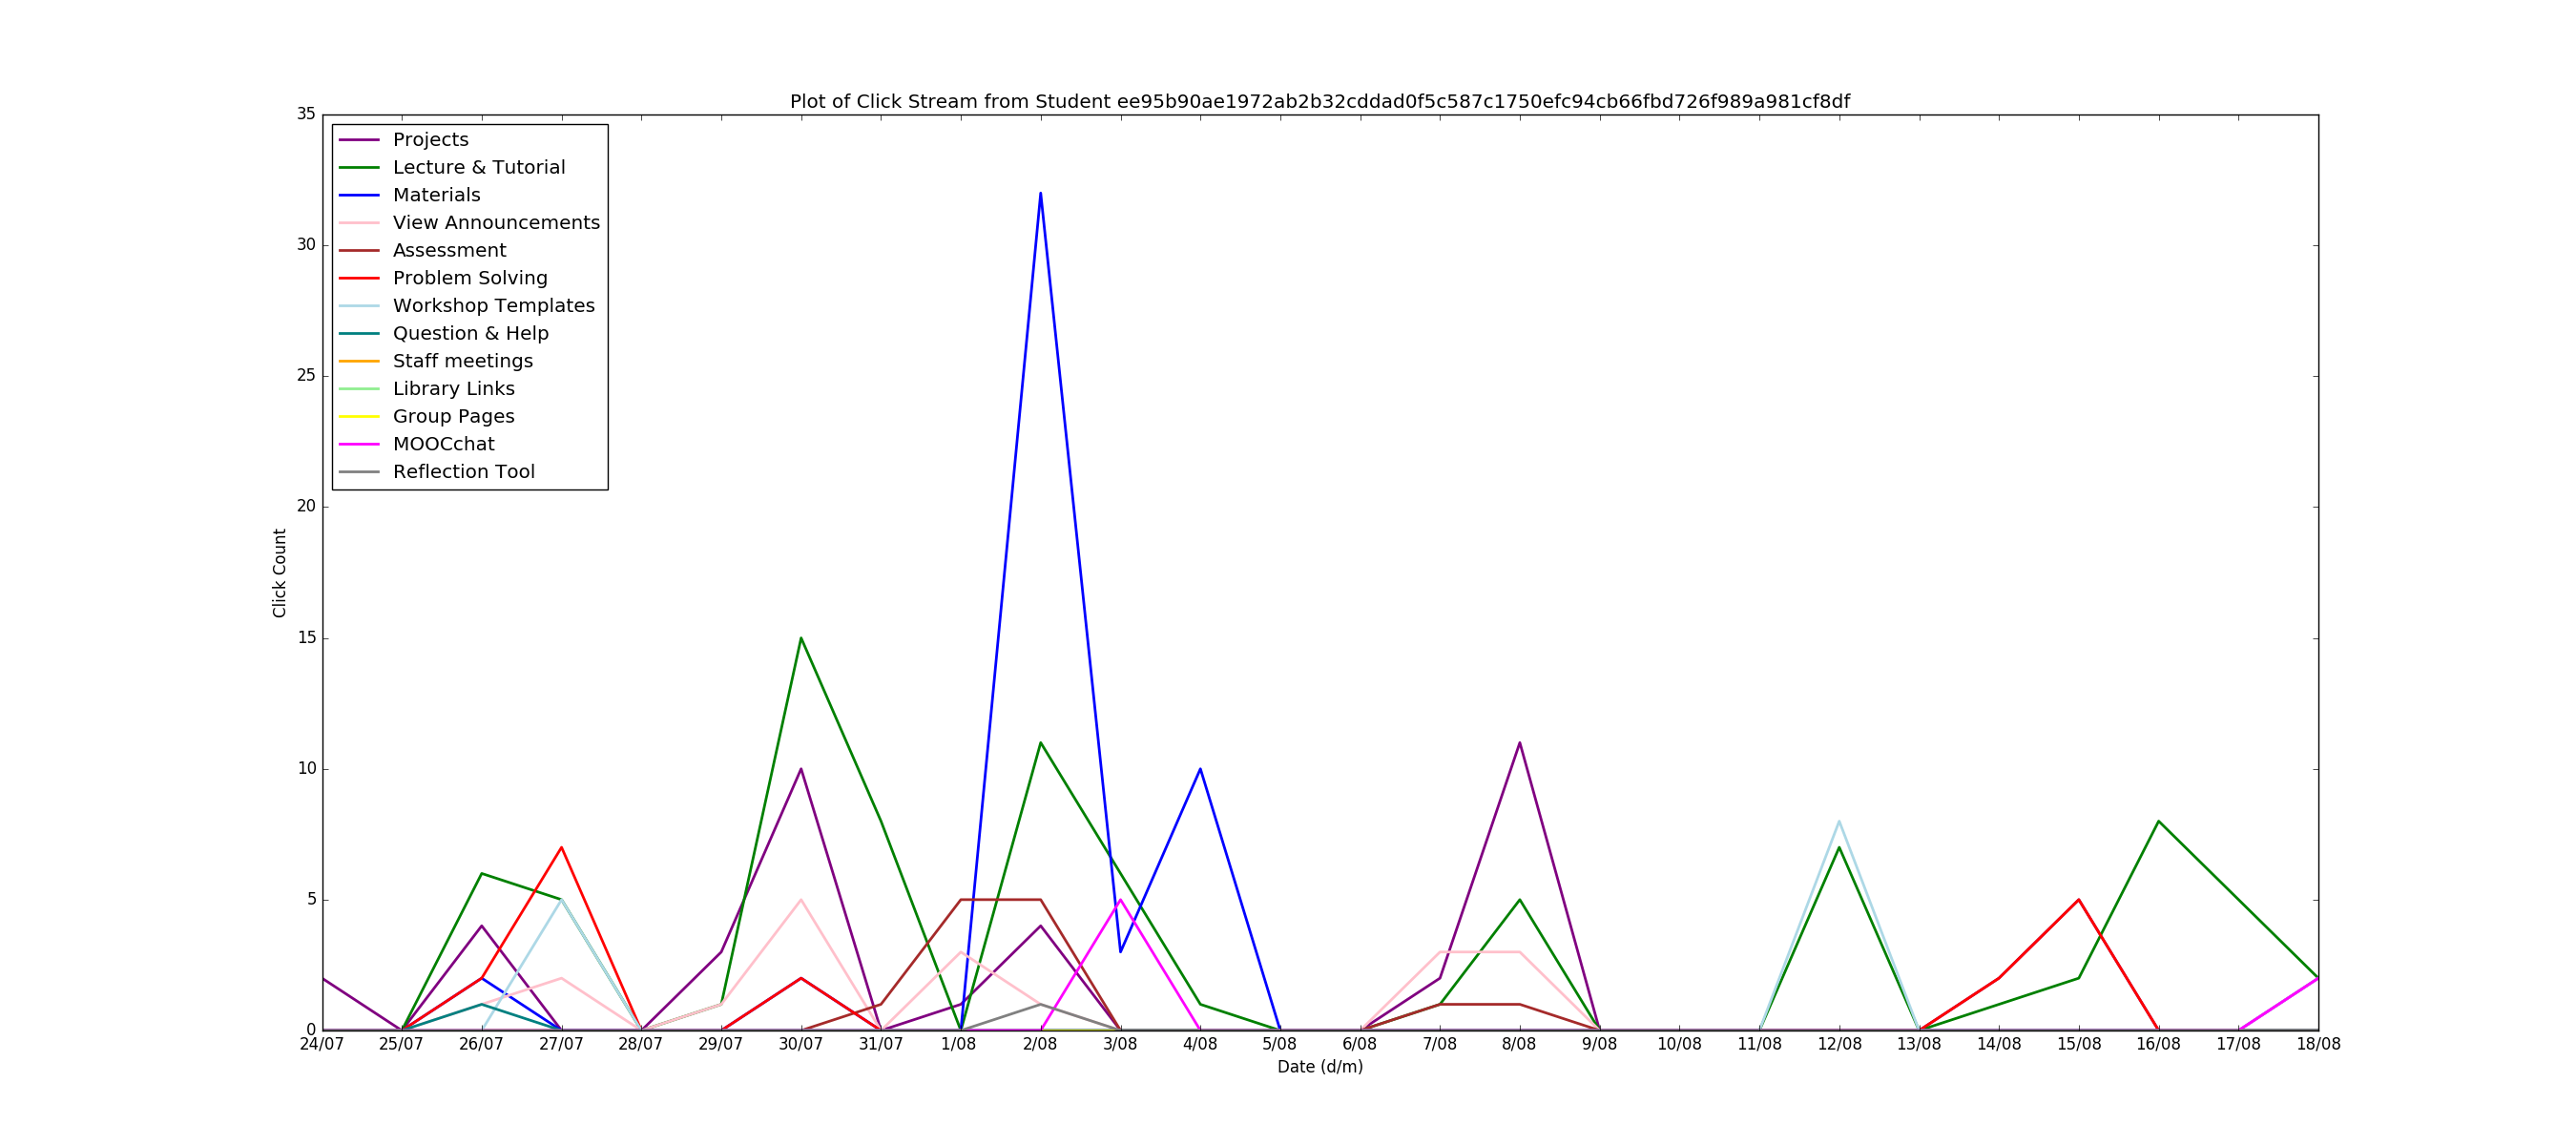 Plot of Click Stream from Student ee95b90ae1972ab2b32cddad0f5c587c1750efc94cb66fbd726f989a981cf8df
35
30
25
20
15
10
5
0
Click Count
Projects
Lecture & Tutorial
Materials
View Announcements
Assessment
Problem Solving
Workshop Templates
Question & Help
Staff meetings
Library Links
Group Pages
MOOCchat
Reflection Tool
24/07 25/07 26/07 27/07 28/07 29/07 30/07 31/07 1/08 2/08 3/08 4/08 5/08 6/08 7/08 8/08 9/08 10/08 11/08 12/08 13/08 14/08 15/08 16/08 17/08 18/08
Date (d/m)